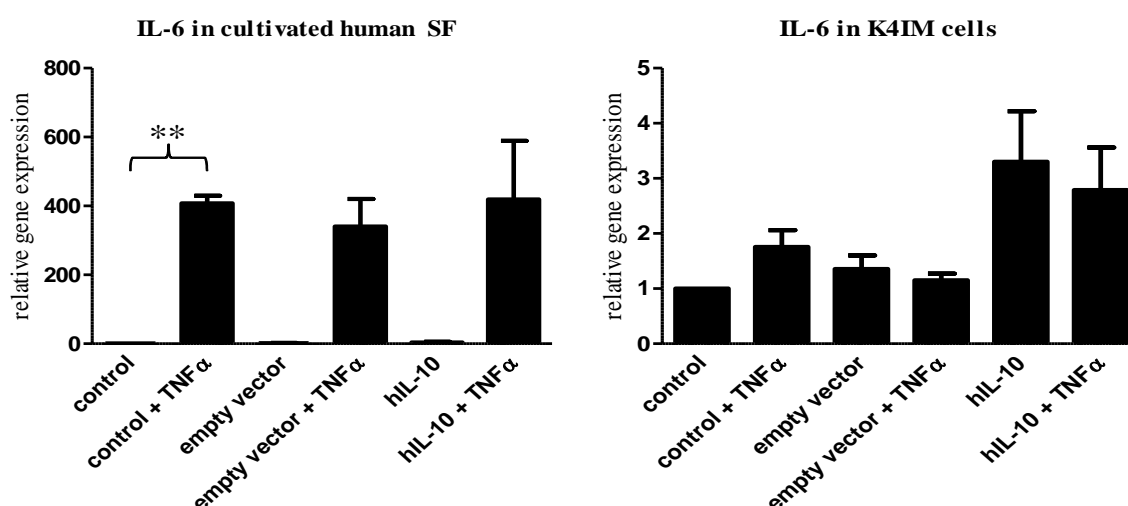 IL-6 in cultivated human SF
relative gene expression
800
600
400
200
0
**
control
control + TNFα
empty vector
empty vector + TNFα
hIL-10
hIL-10 + TNFα
IL-6 in K4IM cells
relative gene expression
5
4
3
2
1
0
control
control + TNFα
empty vector
empty vector + TNFα
hIL-10
hIL-10 + TNFα